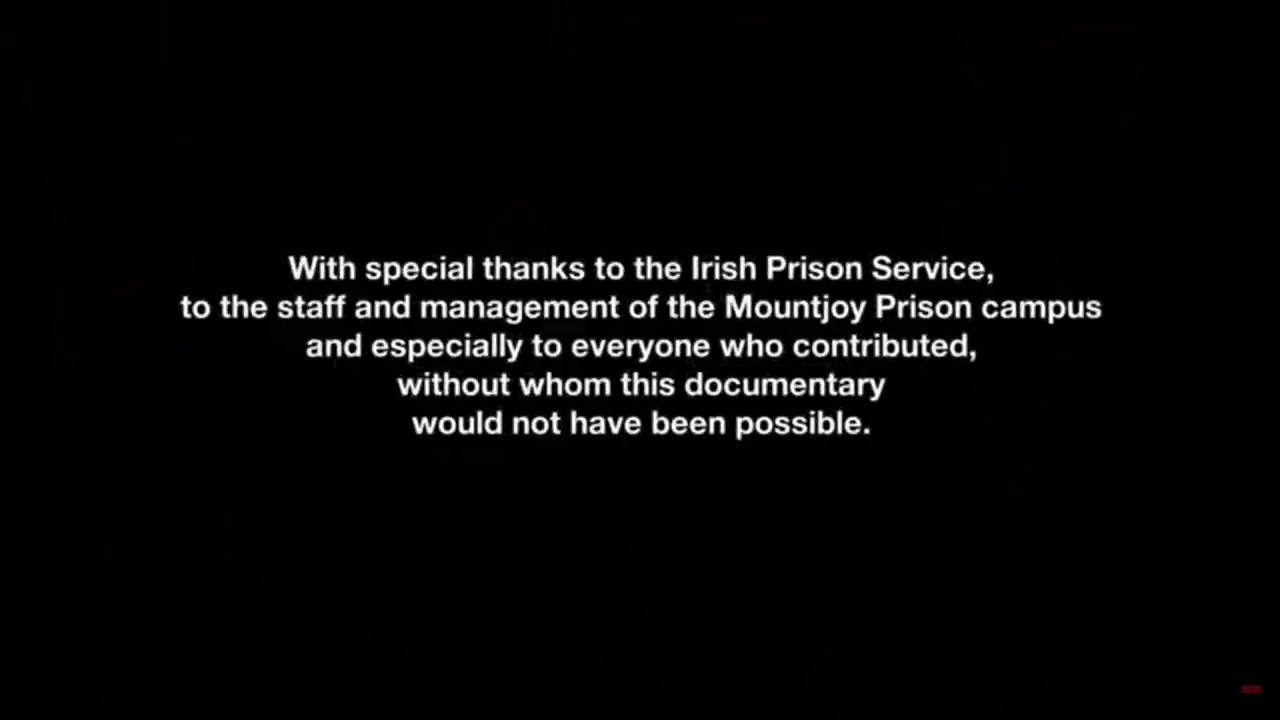 With special thanks to the Irish Prison Service,
to the staff and management of the Mountjoy Prison campus
and especially to everyone who contributed,
without whom this documentary
would not have been possible.